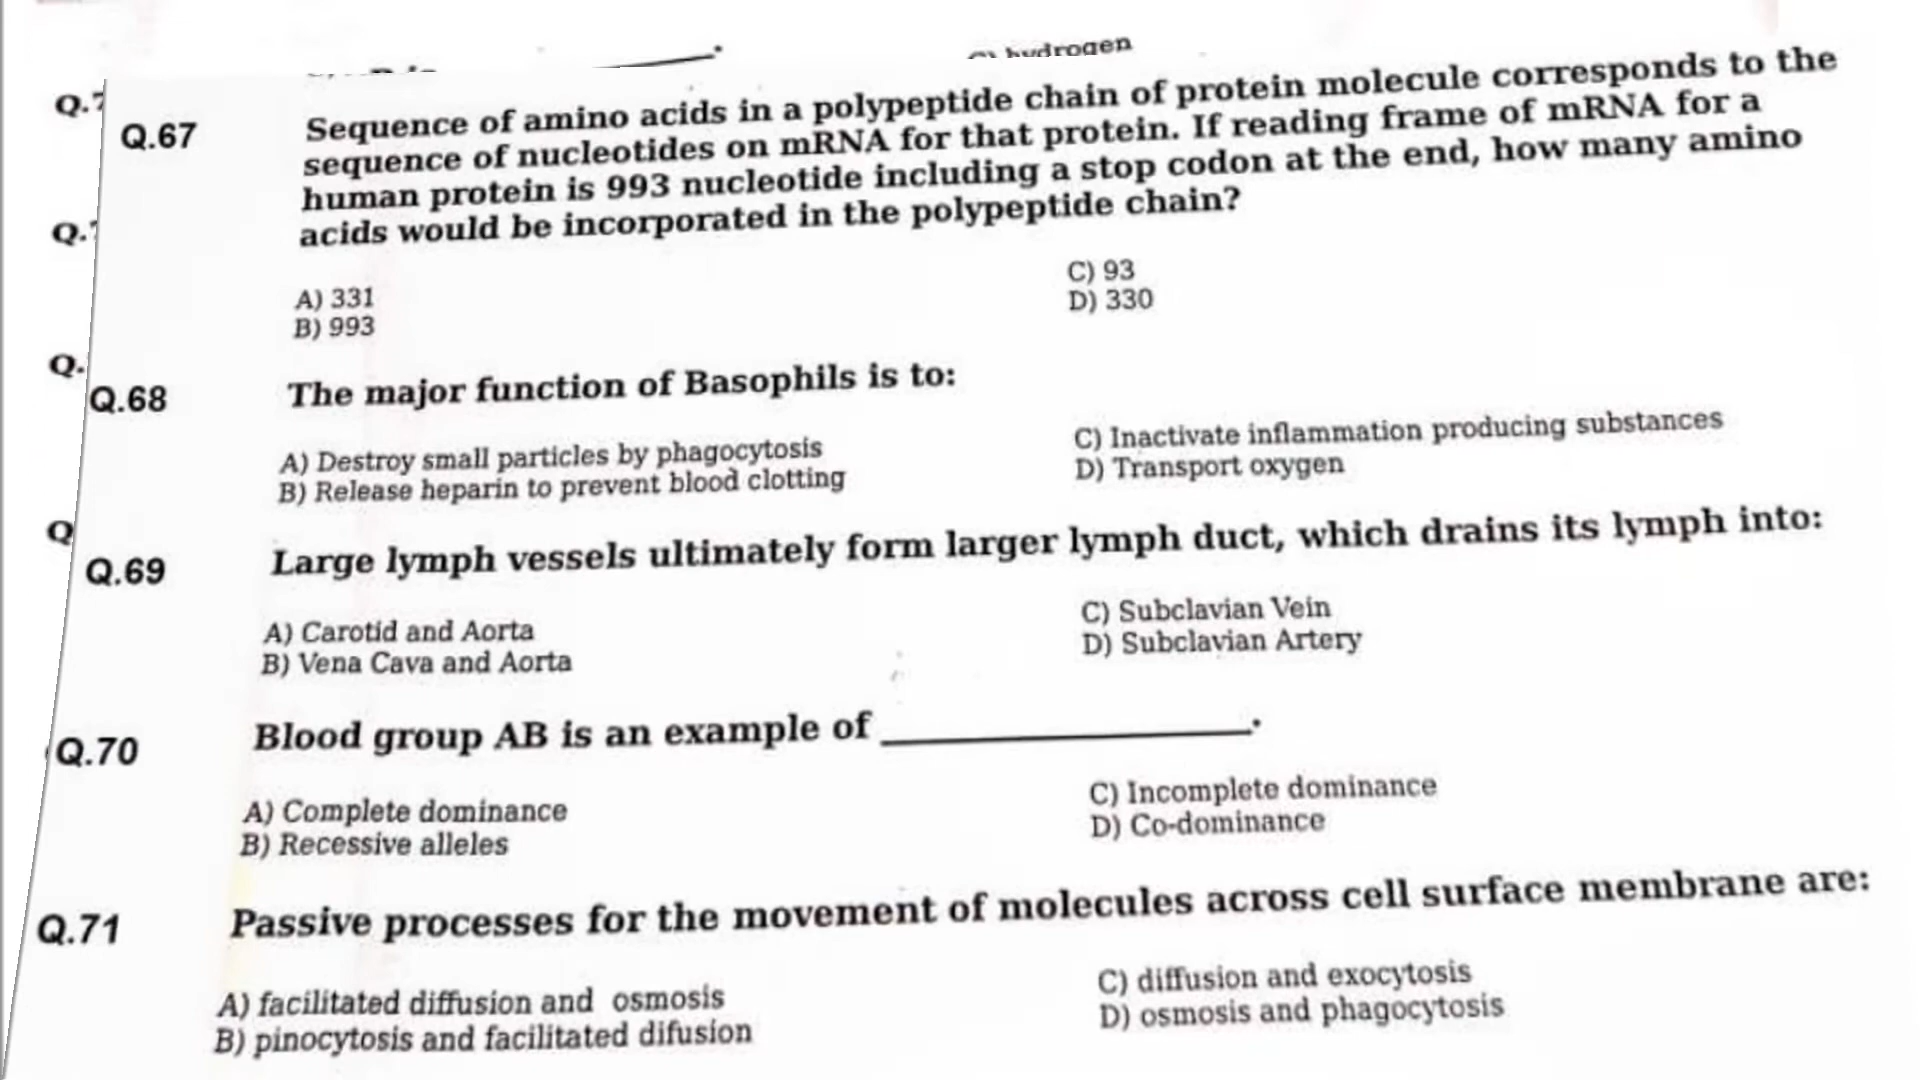 C) hydrogen
Q.7
Q.67 Sequence of amino acids in a polypeptide chain of protein molecule corresponds to the
sequence of nucleotides on mRNA for that protein. If reading frame of mRNA for a
human protein is 993 nucleotide including a stop codon at the end, how many amino
acids would be incorporated in the polypeptide chain?
Q.
A) 331
B) 993
C) 93
D) 330
Q.
Q.68 The major function of Basophils is to:
A) Destroy small particles by phagocytosis
B) Release heparin to prevent blood clotting
C) Inactivate inflammation producing substances
D) Transport oxygen
Q
Q.69 Large lymph vessels ultimately form larger lymph duct, which drains its lymph into:
A) Carotid and Aorta
B) Vena Cava and Aorta
C) Subclavian Vein
D) Subclavian Artery
Q.70 Blood group AB is an example of ____________.
A) Complete dominance
B) Recessive alleles
C) Incomplete dominance
D) Co-dominance
Q.71 Passive processes for the movement of molecules across cell surface membrane are:
A) facilitated diffusion and osmosis
B) pinocytosis and facilitated difusion
C) diffusion and exocytosis
D) osmosis and phagocytosis